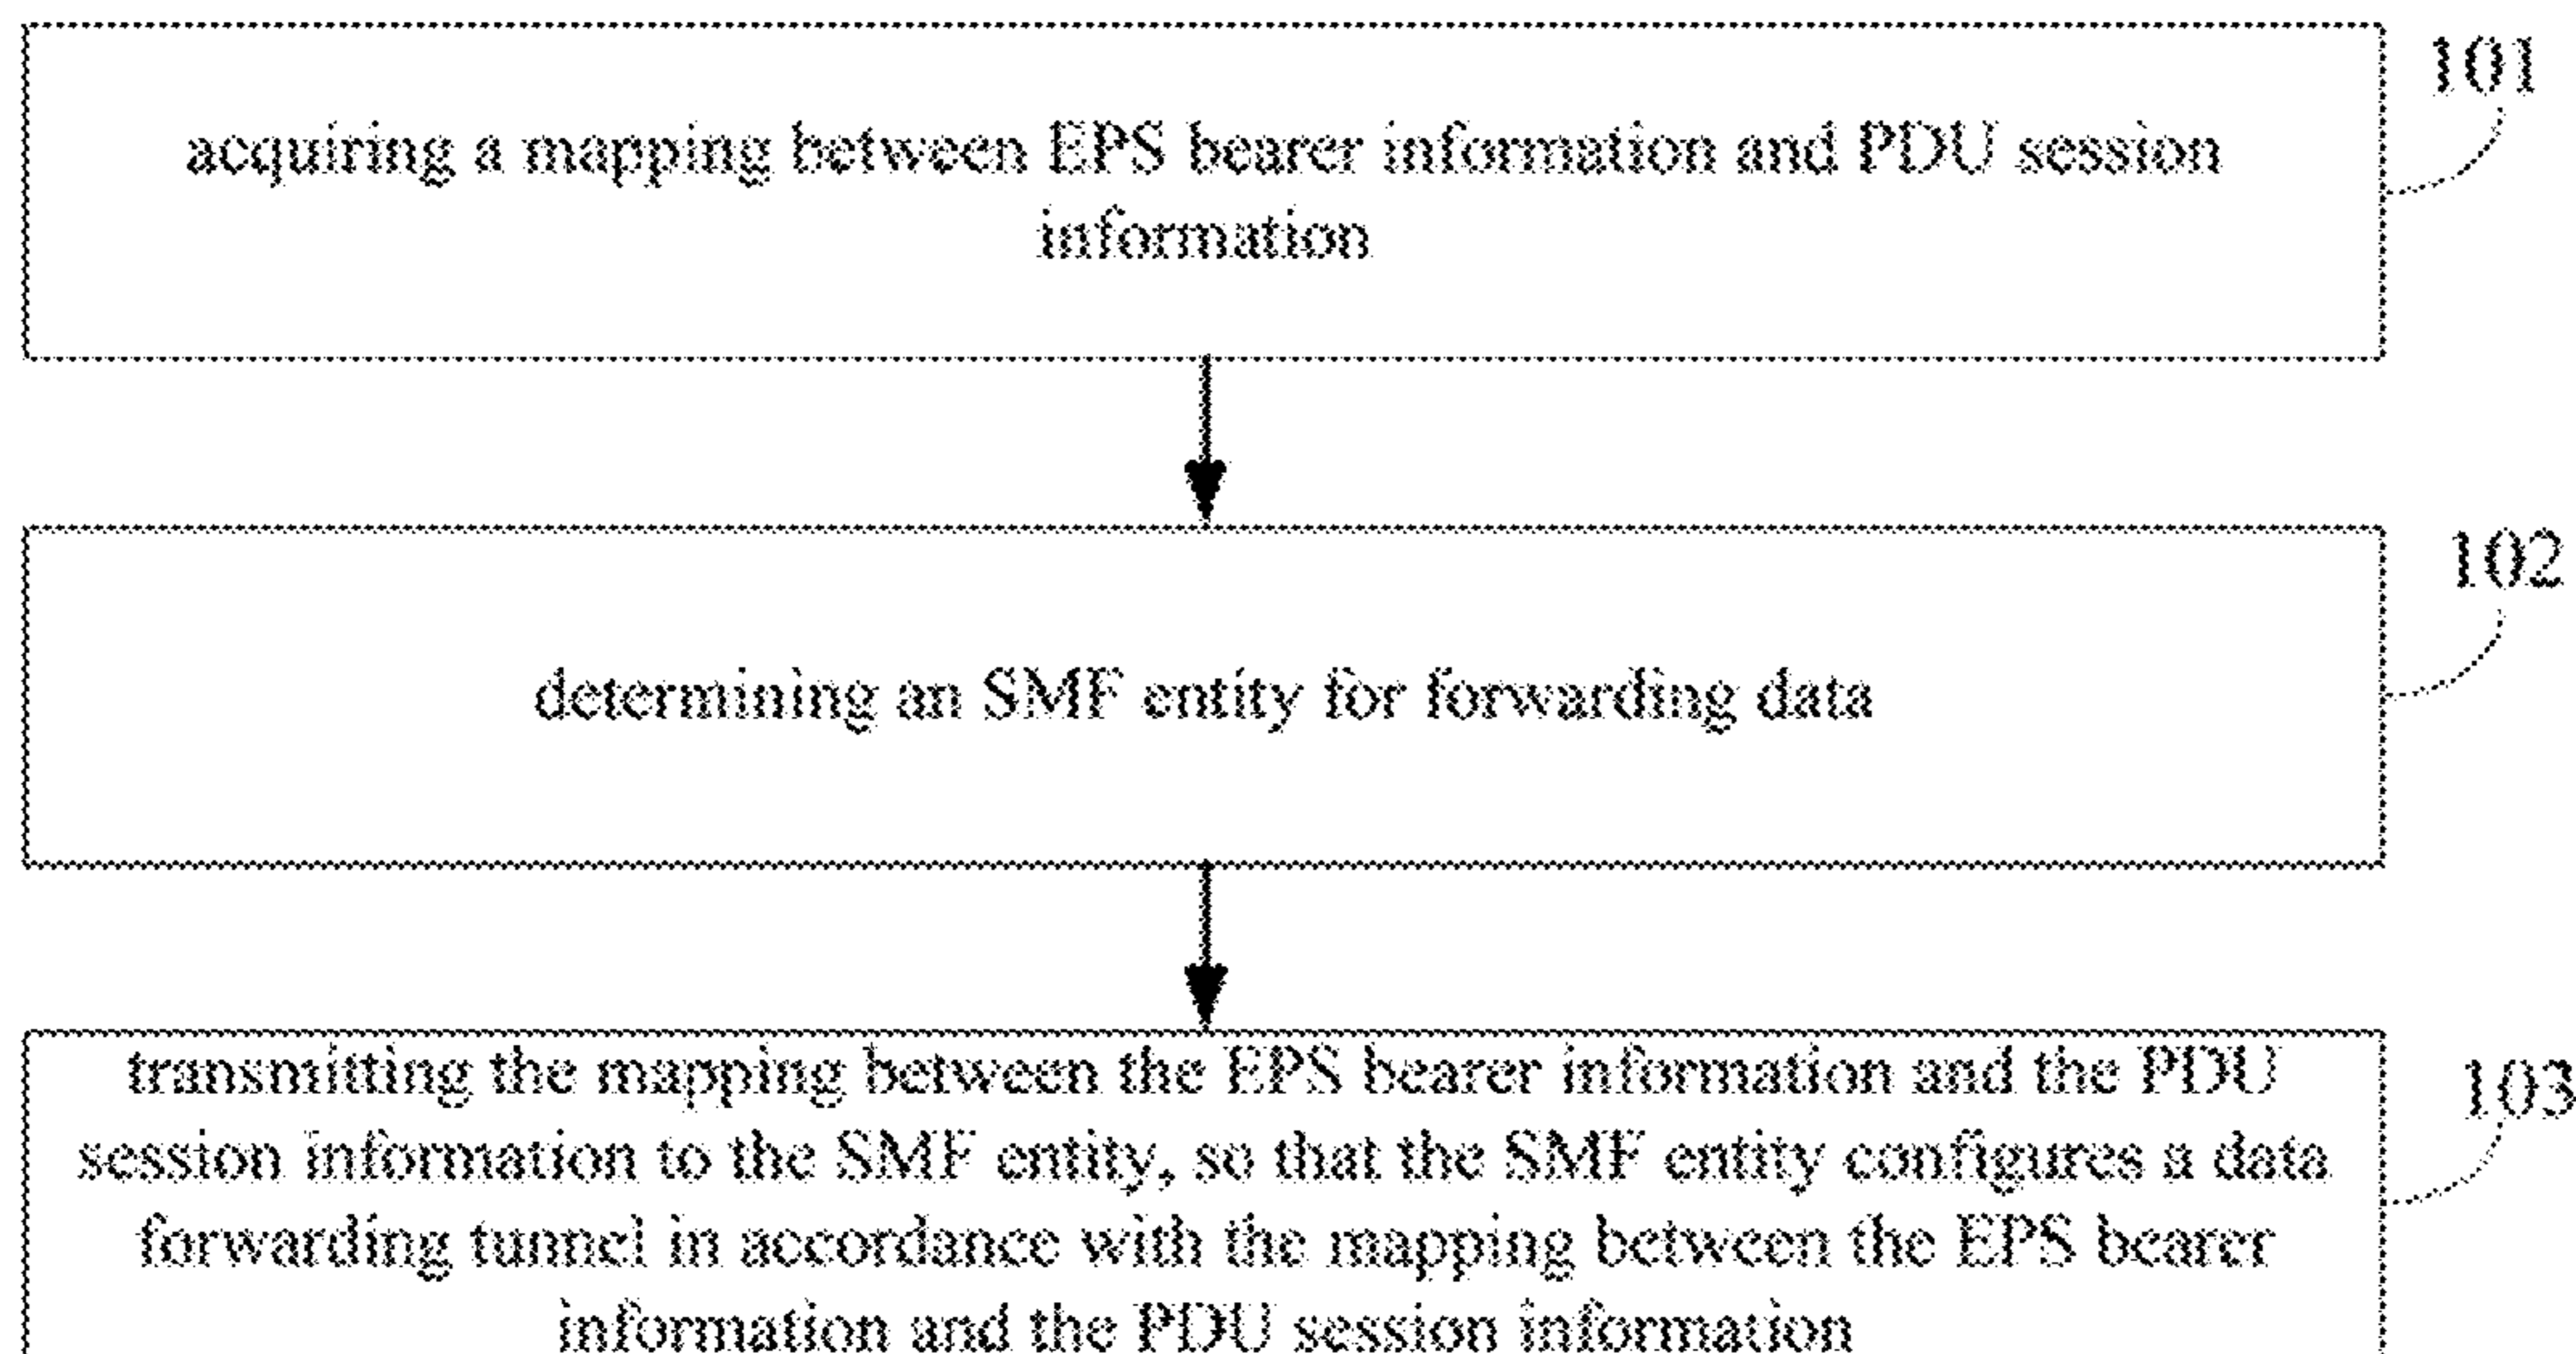 101
acquiring a mapping between EPS bearer information and PDU session
information
102
determining an SMF entity for forwarding data
103
transmitting the mapping between the EPS bearer information and the PDU
session information to the SMF entity, so that the SMF entity configures a data
forwarding tunnel in accordance with the mapping between the EPS bearer
information and the PDU session information